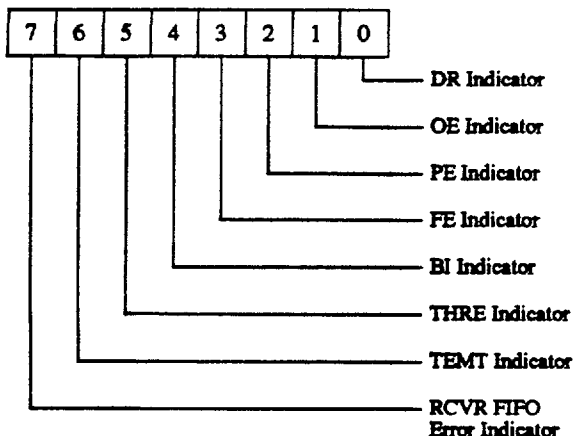 7 6 5 4 3 2 1 0
DR Indicator
OE Indicator
PE Indicator
FE Indicator
BI Indicator
THRE Indicator
TEMT Indicator
RCVR FIFO
Error Indicator